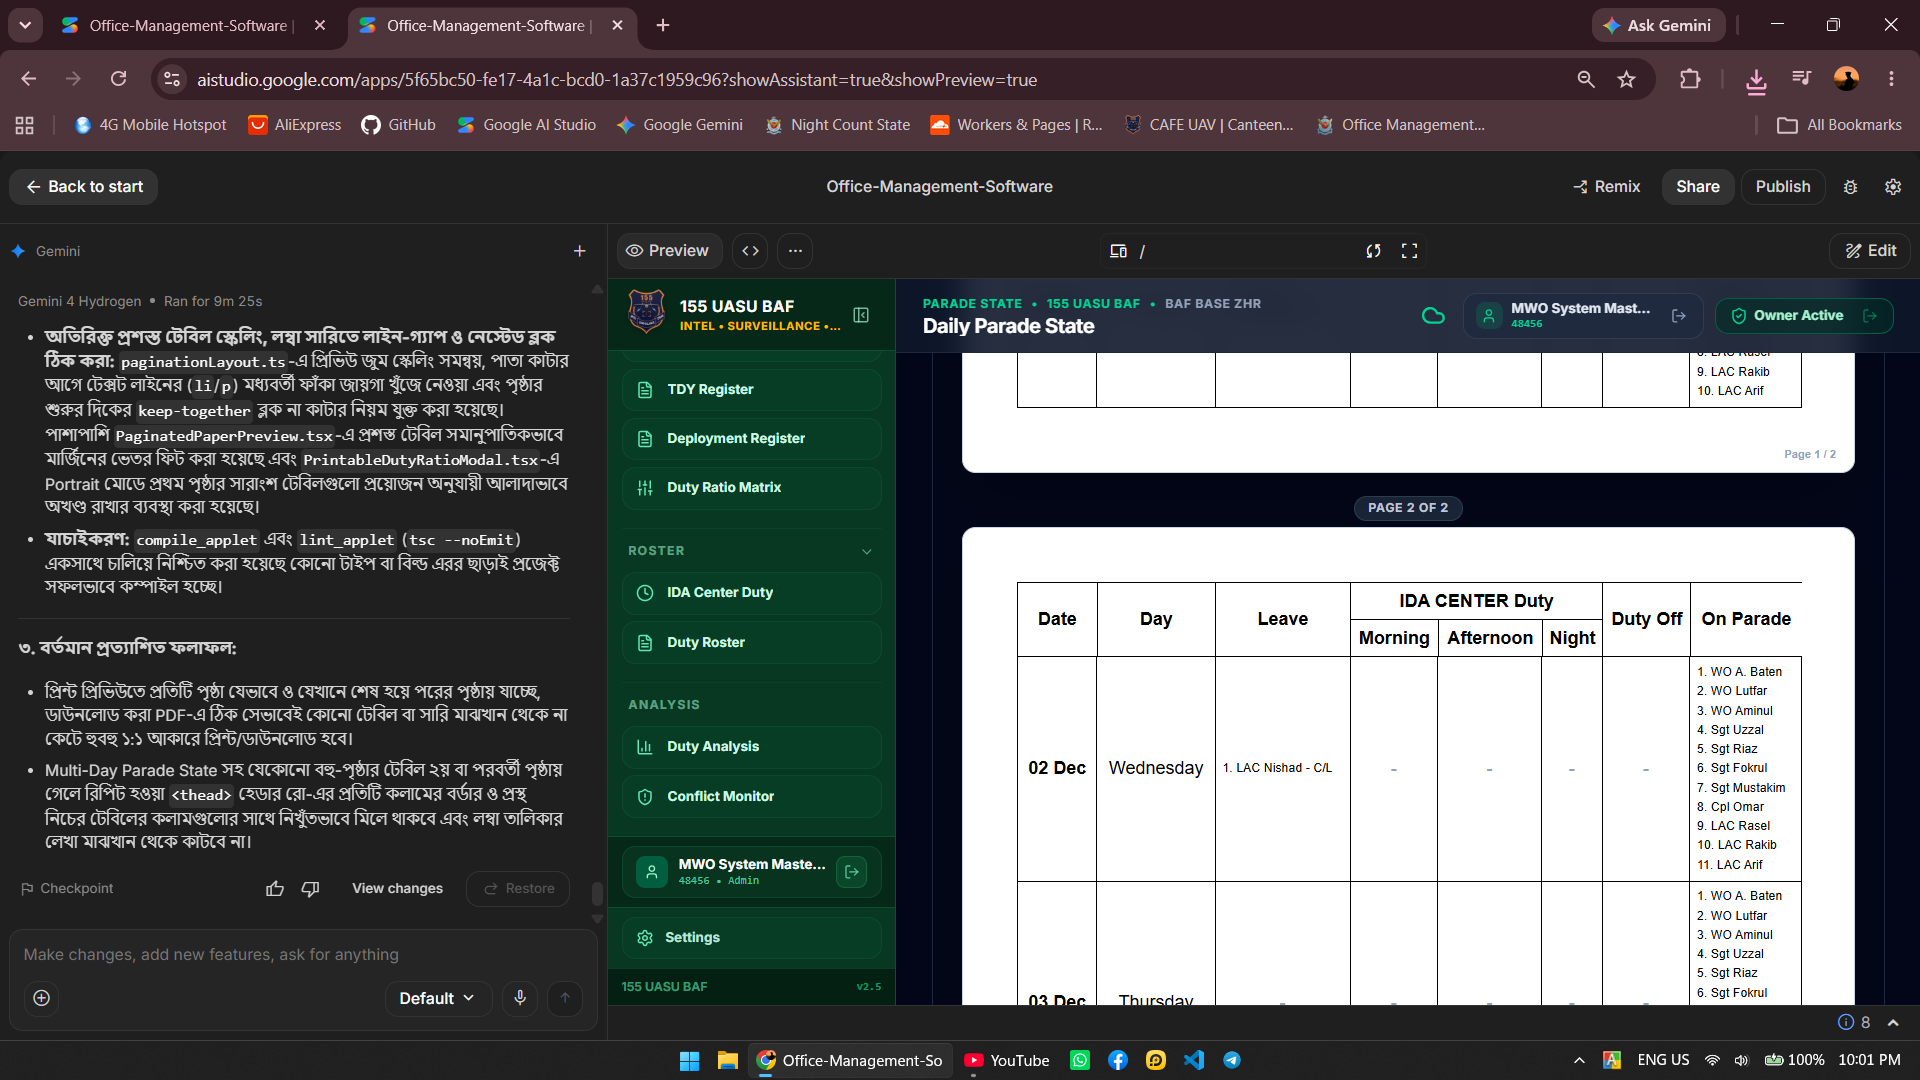 Office-Management-Software |
Office-Management-Software |
Ask Gemini
aistudio.google.com/apps/5f65bc50-fe17-4a1c-bcd0-1a37c1959c96?showAssistant=true&showPreview=true
4G Mobile Hotspot
AliExpress
GitHub
Google AI Studio
Google Gemini
Night Count State
Workers & Pages | R...
CAFE UAV | Canteen...
Office Management...
All Bookmarks
Back to start
Office-Management-Software
Remix
Share
Publish
Gemini
Preview
/
Edit
Gemini 4 Hydrogen • Ran for 9m 25s
• অতিরিক্ত প্রশস্ত টেবিল স্কেলিং, লম্বা সারিতে লাইন-গ্যাপ ও নেস্টেড ব্লক
ঠিক করা: paginationLayout.ts-এ প্রিভিউ জুম স্কেলিং সমন্বয়, পাতা কাটার
আগে টেক্সট লাইনের (li/p) মধ্যবর্তী ফাঁকা জায়গা খুঁজে নেওয়া এবং পৃষ্ঠার
শুরুর দিকের keep-together ব্লক না কাটার নিয়ম যুক্ত করা হয়েছে।
পাশাপাশি PaginatedPaperPreview.tsx-এ প্রশস্ত টেবিল সমানুপাতিকভাবে
মার্জিনের ভেতর ফিট করা হয়েছে এবং PrintableDutyRatioModal.tsx-এ
Portrait মোডে প্রথম পৃষ্ঠার সারাংশ টেবিলগুলো প্রয়োজন অনুযায়ী আলাদাভাবে
অখণ্ড রাখার ব্যবস্থা করা হয়েছে।
• যাচাইকরণ: compile_applet এবং lint_applet (tsc --noEmit)
একসাথে চালিয়ে নিশ্চিত করা হয়েছে কোনো টাইপ বা বিল্ড এরর ছাড়াই প্রজেক্ট
সফলভাবে কম্পাইল হচ্ছে।
৩. বর্তমান প্রত্যাশিত ফলাফল:
• প্রিন্ট প্রিভিউতে প্রতিটি পৃষ্ঠা যেভাবে ও যেখানে শেষ হয়ে পরের পৃষ্ঠায় যাচ্ছে,
ডাউনলোড করা PDF-এ ঠিক সেভাবেই কোনো টেবিল বা সারি মাঝখান থেকে না
কেটে হুবহু ১:১ আকারে প্রিন্ট/ডাউনলোড হবে।
• Multi-Day Parade State সহ যেকোনো বহু-পৃষ্ঠার টেবিল ২য় বা পরবর্তী পৃষ্ঠায়
গেলে রিপিট হওয়া <thead> হেডার রো-এর প্রতিটি কলামের বর্ডার ও প্রস্থ
নিচের টেবিলের কলামগুলোর সাথে নিখুঁতভাবে মিলে থাকবে এবং লম্বা তালিকার
লেখা মাঝখান থেকে কাটবে না।
Checkpoint
View changes
Restore
Make changes, add new features, ask for anything
Default
155 UASU BAF
INTEL • SURVEILLANCE •...
TDY Register
Deployment Register
Duty Ratio Matrix
ROSTER
IDA Center Duty
Duty Roster
ANALYSIS
Duty Analysis
Conflict Monitor
MWO System Maste...
48456 • Admin
Settings
155 UASU BAF
v2.5
PARADE STATE • 155 UASU BAF • BAF BASE ZHR
Daily Parade State
MWO System Mast...
48456
Owner Active
8. LAC Rasel
9. LAC Rakib
10. LAC Arif
Page 1 / 2
PAGE 2 OF 2
Date Day Leave IDA CENTER Duty Duty Off On Parade
Morning Afternoon Night
02 Dec Wednesday 1. LAC Nishad - C/L - - - -
1. WO A. Baten
2. WO Lutfar
3. WO Aminul
4. Sgt Uzzal
5. Sgt Riaz
6. Sgt Fokrul
7. Sgt Mustakim
8. Cpl Omar
9. LAC Rasel
10. LAC Rakib
11. LAC Arif
03 Dec Thursday - - - - -
1. WO A. Baten
2. WO Lutfar
3. WO Aminul
4. Sgt Uzzal
5. Sgt Riaz
6. Sgt Fokrul
8
Office-Management-So
YouTube
ENG US
100%
10:01 PM